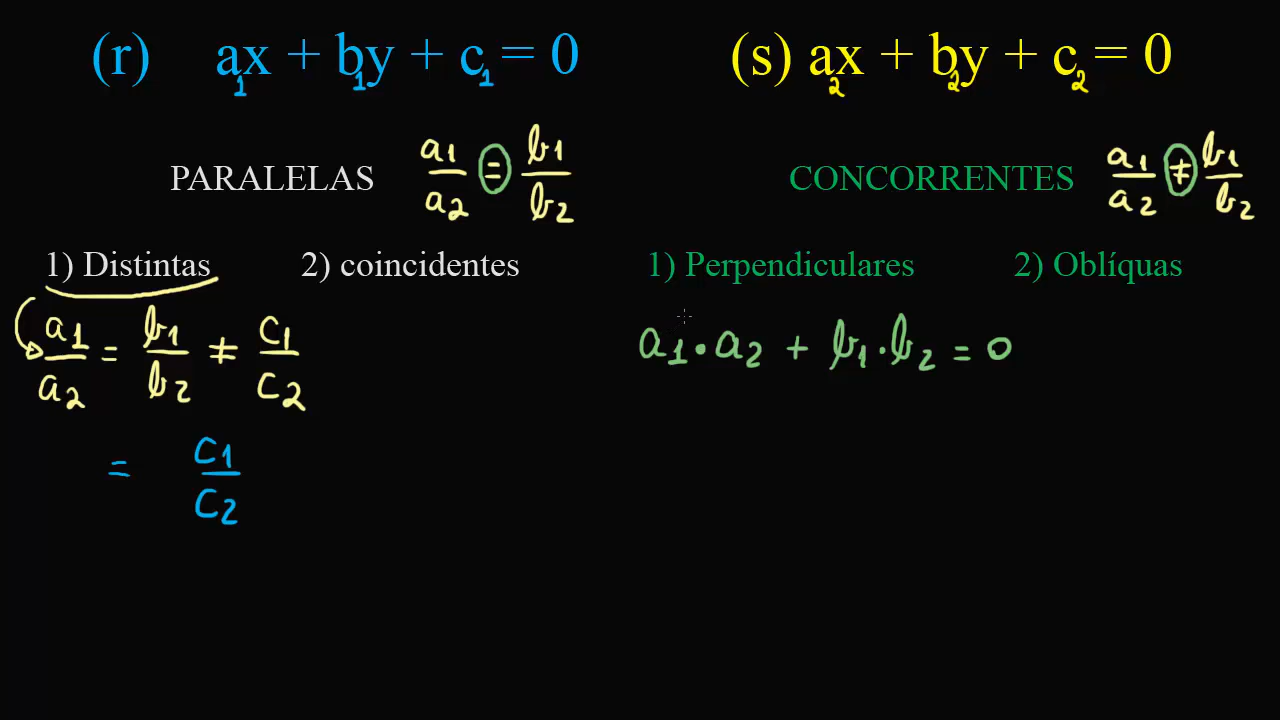 (r) a₁x + b₁y + c₁ = 0 (s) a₂x + b₂y + c₂ = 0
PARALELAS a1/a2 = b1/b2 CONCORRENTES a1/a2 ≠ b1/b2
1) Distintas 2) coincidentes 1) Perpendiculares 2) Oblíquas
a1/a2 = b1/b2 ≠ c1/c2 a1 · a2 + b1 · b2 = 0
= c1/c2